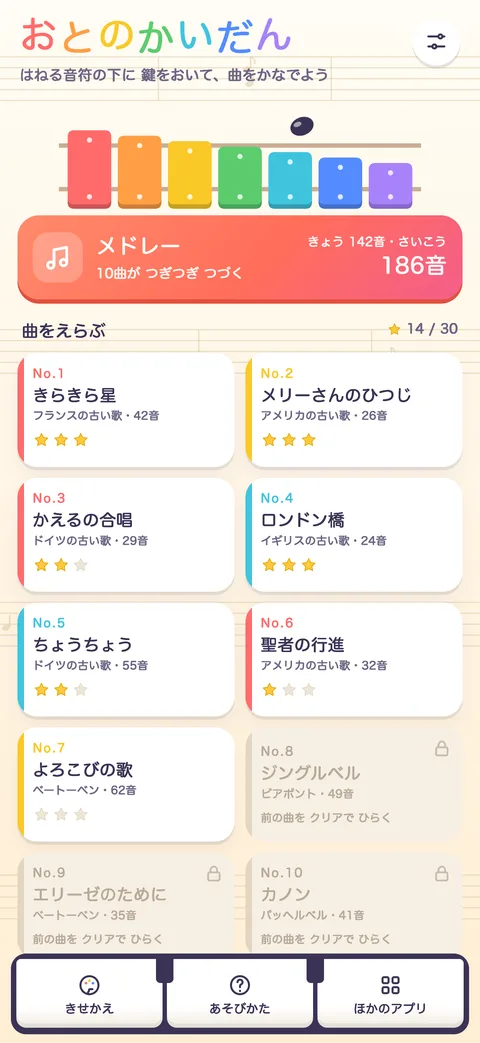 おとのかいだん
はねる音符の下に 鍵をおいて、曲をかなでよう
メドレー
10曲が つぎつぎ つづく
きょう 142音・さいこう
186音
曲をえらぶ
14 / 30
No.1
きらきら星
フランスの古い歌・42音
No.2
メリーさんのひつじ
アメリカの古い歌・26音
No.3
かえるの合唱
ドイツの古い歌・29音
No.4
ロンドン橋
イギリスの古い歌・24音
No.5
ちょうちょう
ドイツの古い歌・55音
No.6
聖者の行進
アメリカの古い歌・32音
No.7
よろこびの歌
ベートーベン・62音
No.8
ジングルベル
ピアポント・49音
前の曲を クリアで ひらく
No.9
エリーゼのために
ベートーベン・35音
前の曲を クリアで ひらく
No.10
カノン
パッヘルベル・41音
前の曲を クリアで ひらく
きせかえ
あそびかた
ほかのアプリ